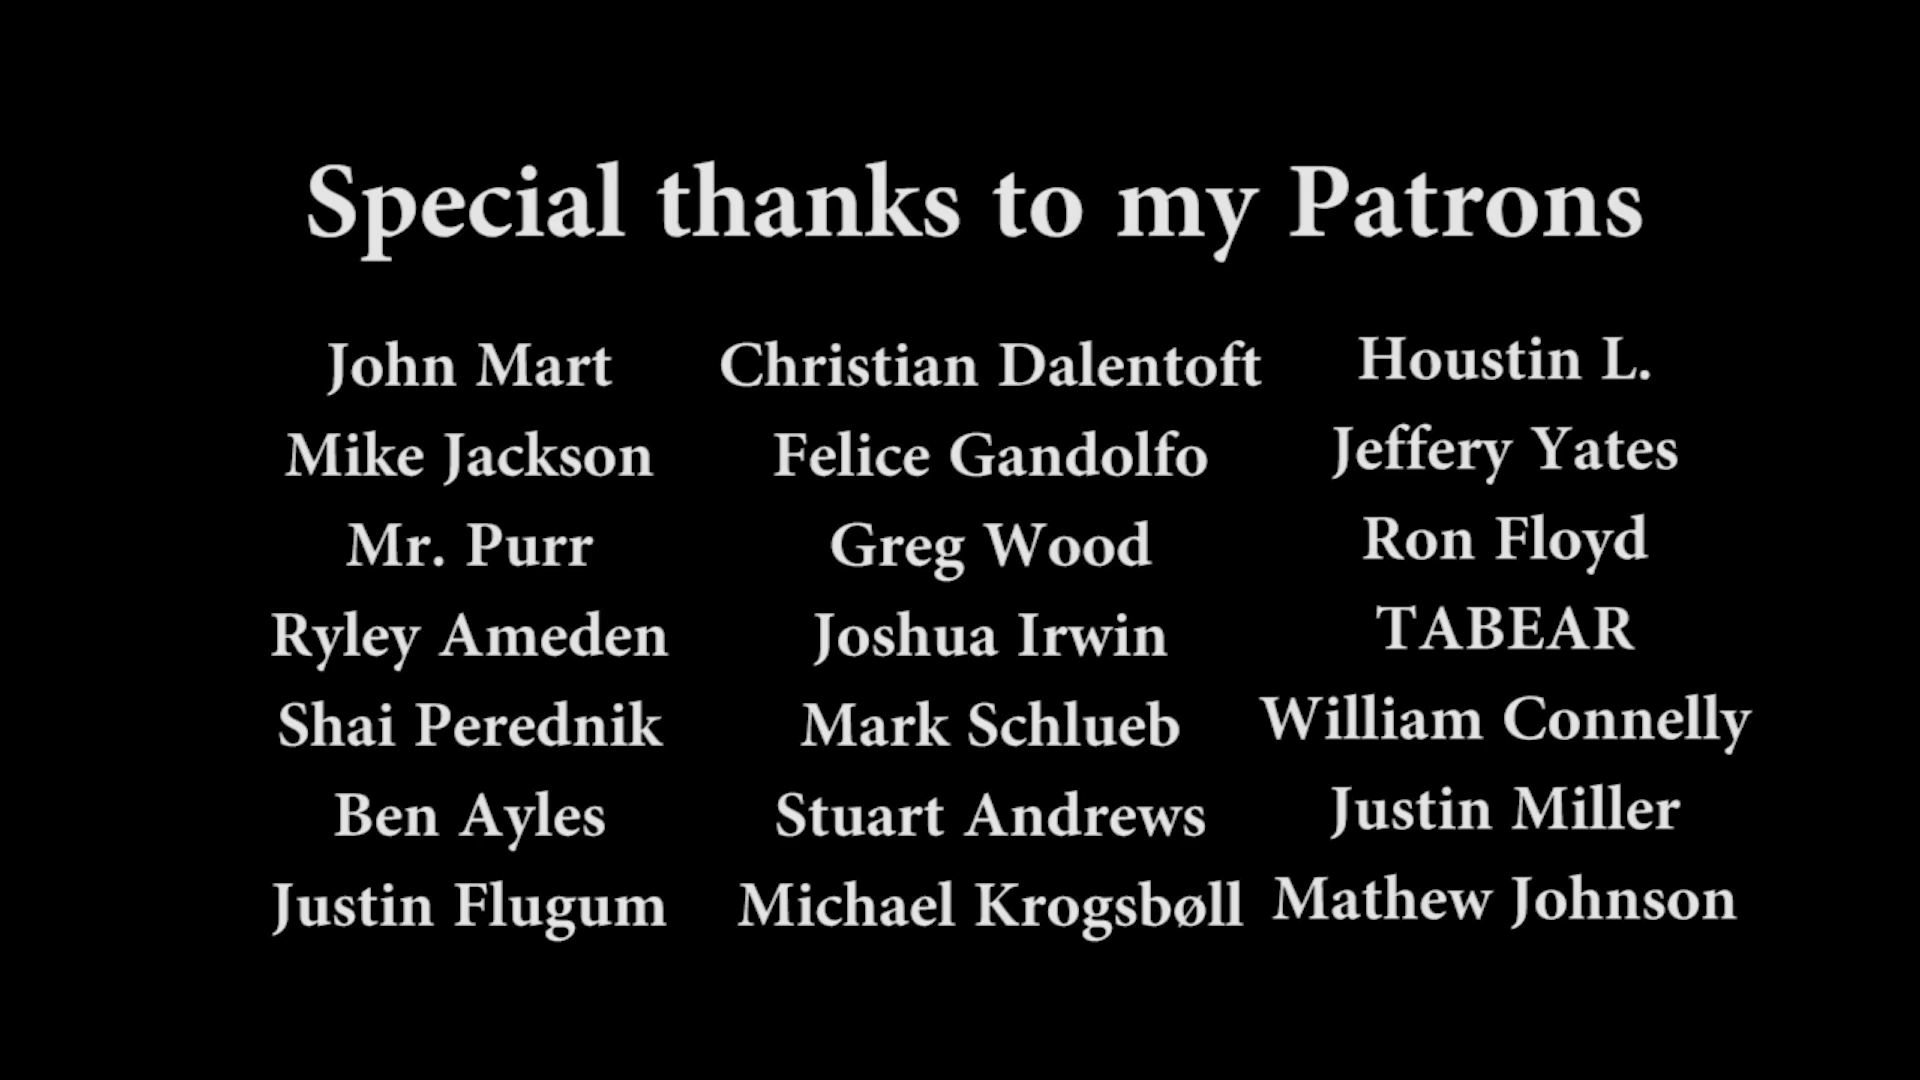 Special thanks to my Patrons
John Mart
Mike Jackson
Mr. Purr
Ryley Ameden
Shai Perednik
Ben Ayles
Justin Flugum
Christian Dalentoft
Felice Gandolfo
Greg Wood
Joshua Irwin
Mark Schlueb
Stuart Andrews
Michael Krogsbøll
Houstin L.
Jeffery Yates
Ron Floyd
TABEAR
William Connelly
Justin Miller
Mathew Johnson